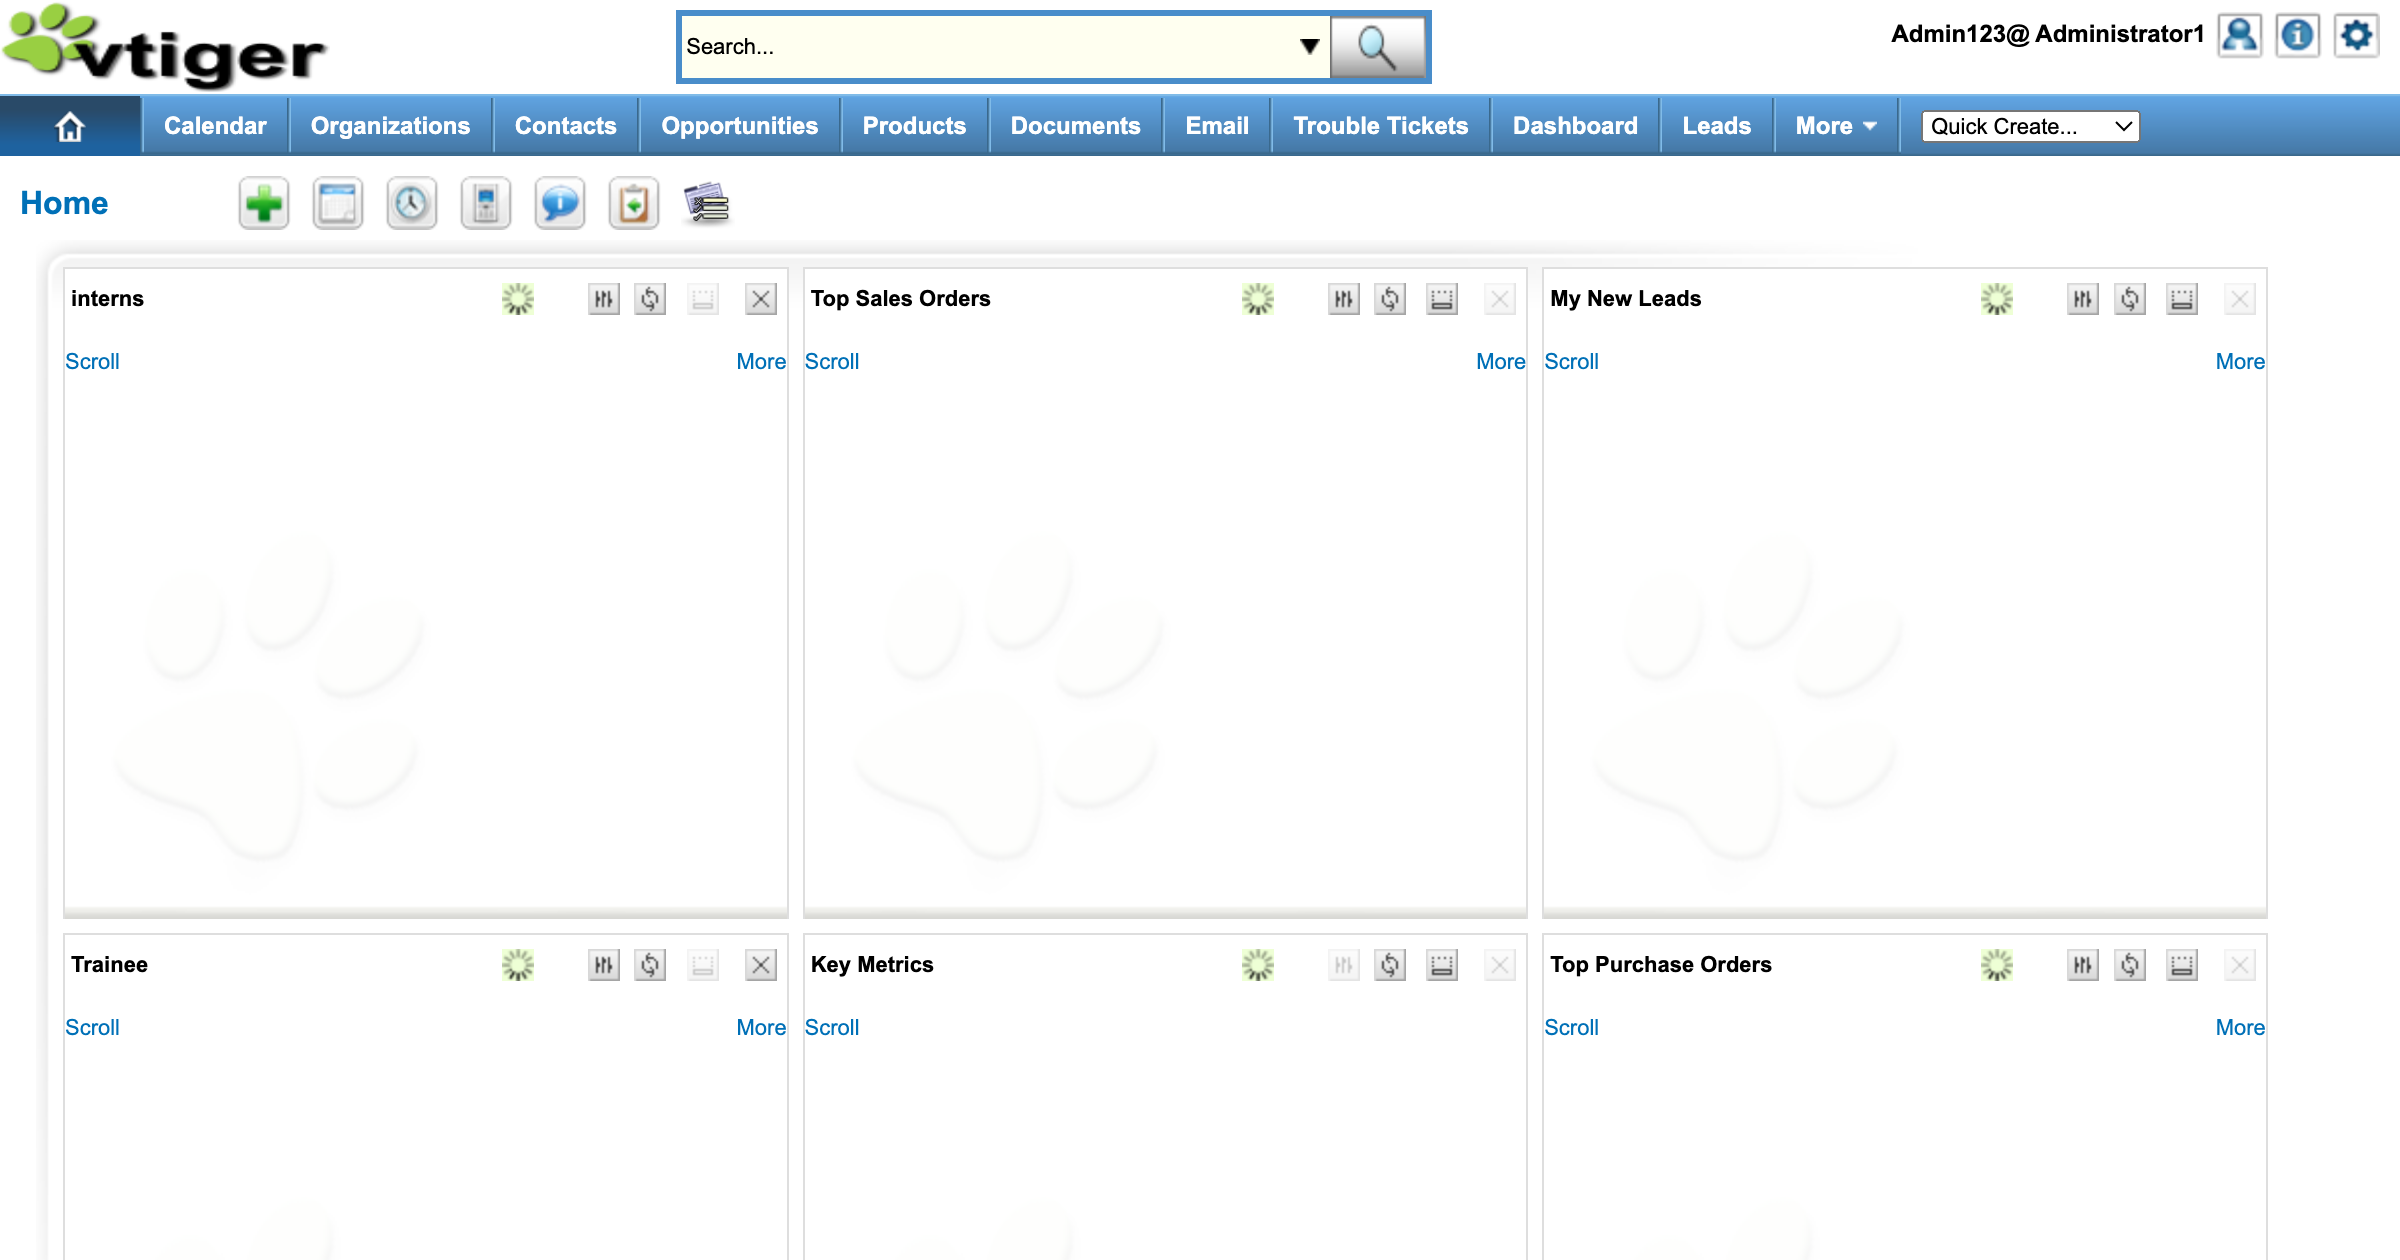 vtiger
Search...
Admin123@ Administrator1
Calendar Organizations Contacts Opportunities Products Documents Email Trouble Tickets Dashboard Leads More Quick Create...
Home
interns Top Sales Orders My New Leads
Scroll More Scroll More Scroll More
Trainee Key Metrics Top Purchase Orders
Scroll More Scroll Scroll More